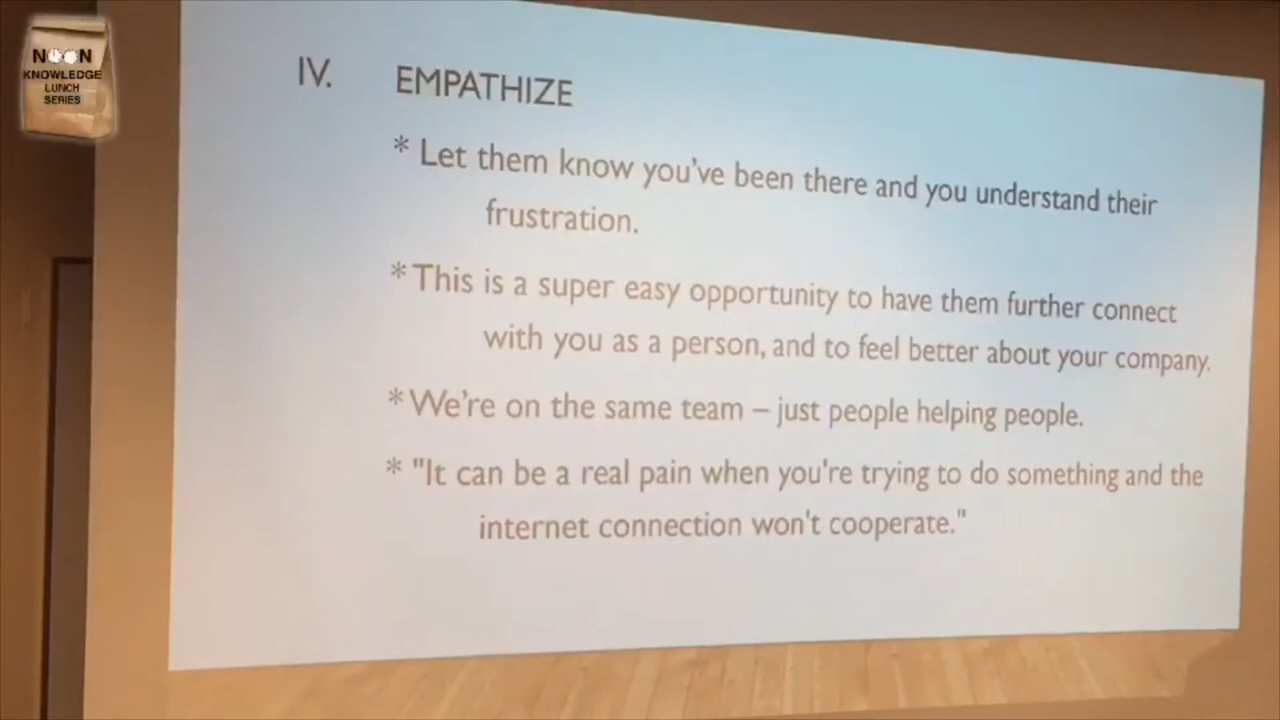 NOON
KNOWLEDGE
LUNCH
SERIES
IV. EMPATHIZE
* Let them know you've been there and you understand their
frustration.
* This is a super easy opportunity to have them further connect
with you as a person, and to feel better about your company.
* We're on the same team – just people helping people.
* "It can be a real pain when you're trying to do something and the
internet connection won't cooperate."